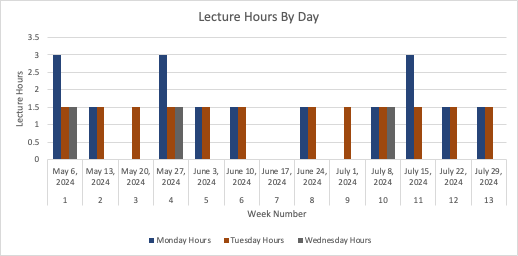 Lecture Hours By Day
3.5
3
2.5
2
1.5
1
0.5
0
Lecture Hours
May 6, May 13, May 20, May 27, June 3, June 10, June 17, June 24, July 1, July 8, July 15, July 22, July 29,
2024 2024 2024 2024 2024 2024 2024 2024 2024 2024 2024 2024 2024
1 2 3 4 5 6 7 8 9 10 11 12 13
Week Number
Monday Hours Tuesday Hours Wednesday Hours